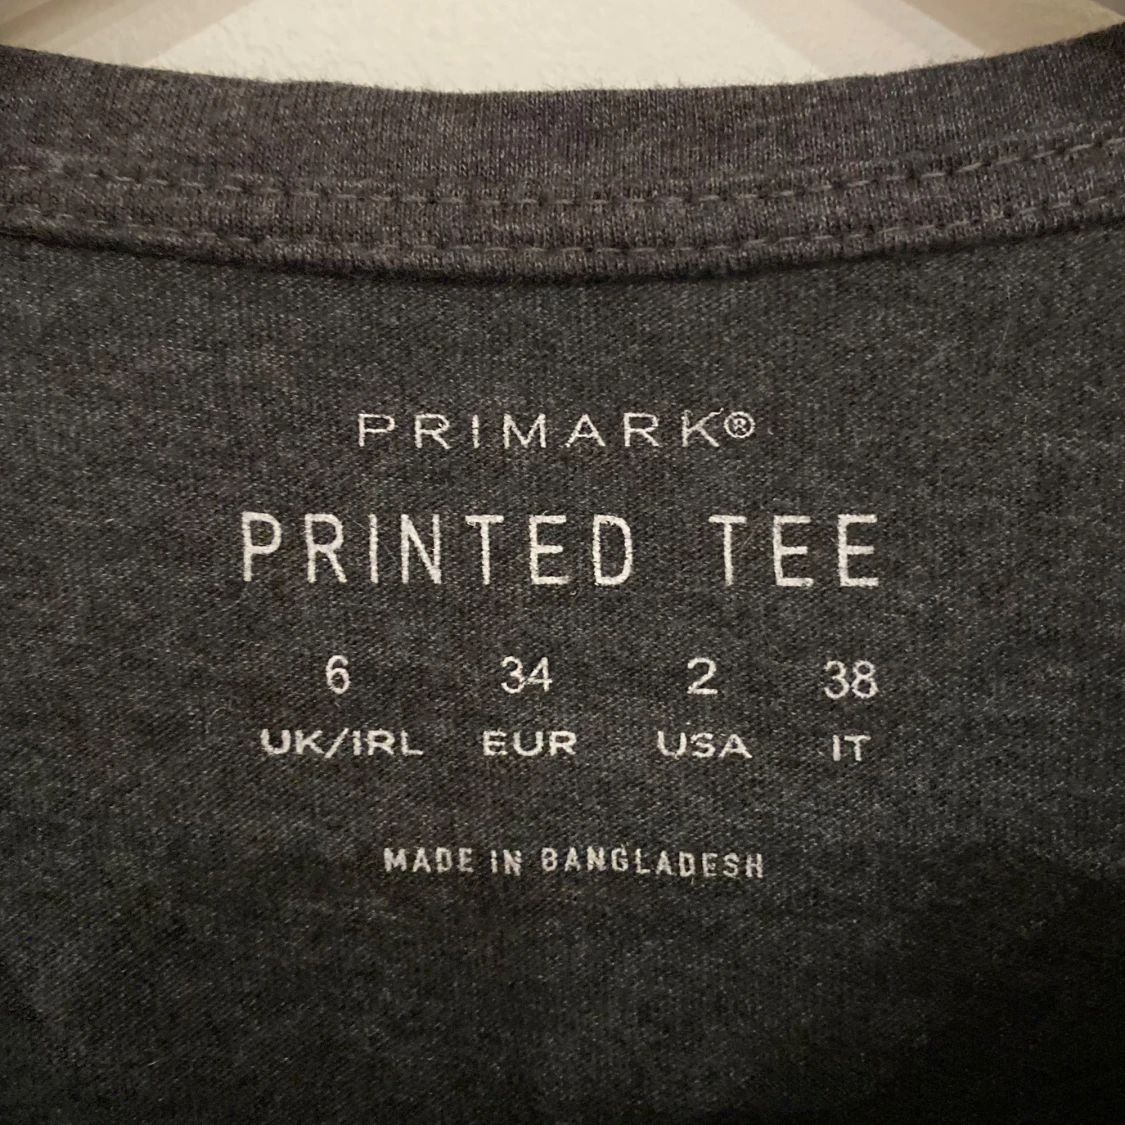 PRIMARK®
PRINTED TEE
6 34 2 38
UK/IRL EUR USA IT
MADE IN BANGLADESH